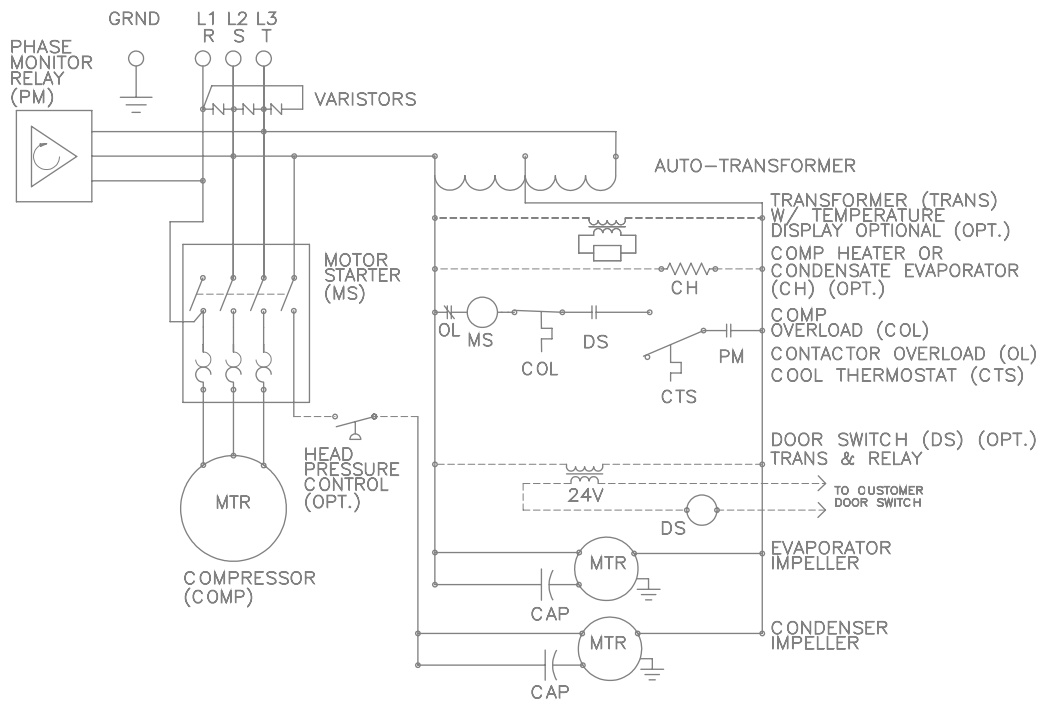 GRND
L1 L2 L3
R S T
PHASE
MONITOR
RELAY
(PM)
VARISTORS
AUTO-TRANSFORMER
TRANSFORMER (TRANS)
W/ TEMPERATURE
DISPLAY OPTIONAL (OPT.)
MOTOR
STARTER
(MS)
COMP HEATER OR
CONDENSATE EVAPORATOR
(CH) (OPT.)
CH
OL
MS
COL
DS
COMP
OVERLOAD (COL)
PM
CONTACTOR OVERLOAD (OL)
COOL THERMOSTAT (CTS)
CTS
HEAD
PRESSURE
CONTROL
(OPT.)
DOOR SWITCH (DS) (OPT.)
TRANS & RELAY
24V
TO CUSTOMER
DOOR SWITCH
DS
MTR
COMPRESSOR
(COMP)
MTR
EVAPORATOR
IMPELLER
CAP
MTR
CONDENSER
IMPELLER
CAP